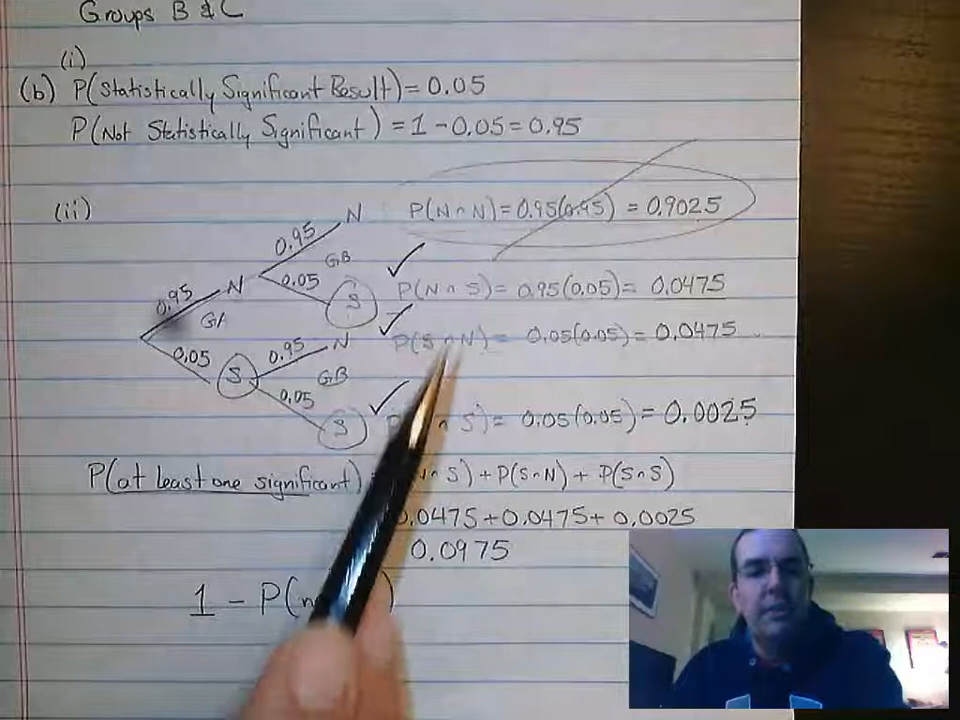 Groups B & C
(i)
(b) P(Statistically Significant Result) = 0.05
P(Not Statistically Significant) = 1 - 0.05 = 0.95
(ii)
N P(N ∩ N) = 0.95(0.95) = 0.9025
0.95
GB
0.05
0.95 N S P(N ∩ S) = 0.95(0.05) = 0.0475
GA
0.05 S 0.95 N P(S ∩ N) = 0.05(0.05) = 0.0475
GB
0.05 S ∩ S) = 0.05(0.05) = 0.0025
P(at least one significant) ∩ S) + P(S ∩ N) + P(S ∩ S)
0.0475 + 0.0475 + 0.0025
0.0975
1 - P(